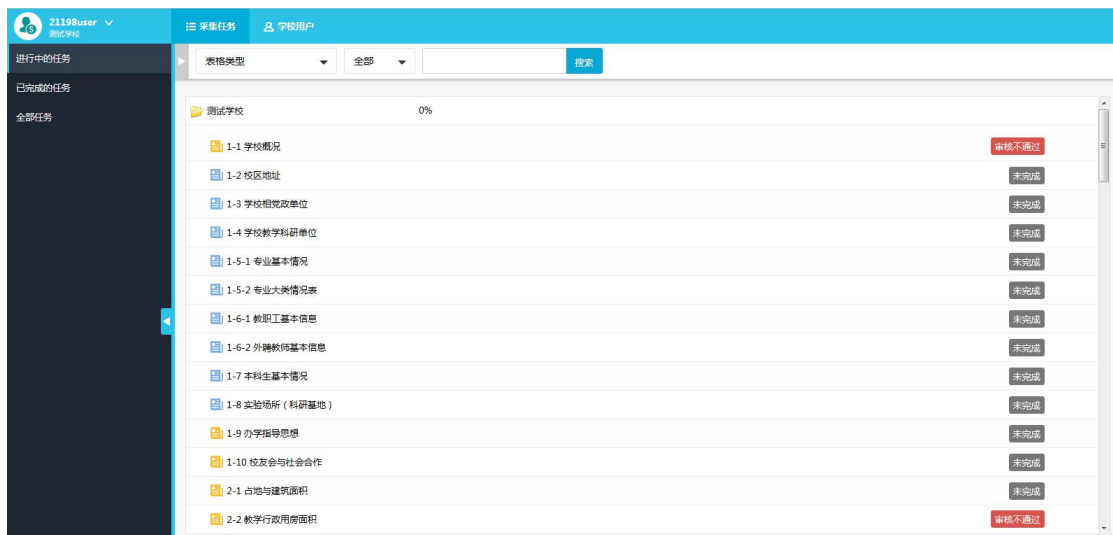 21198user
测试学校
采集任务
学校用户
进行中的任务
已完成的任务
全部任务
表格类型
全部
搜索
测试学校 0%
1-1 学校概况 审核不通过
1-2 校区地址 未完成
1-3 学校相党政单位 未完成
1-4 学校教学科研单位 未完成
1-5-1 专业基本情况 未完成
1-5-2 专业大类情况表 未完成
1-6-1 教职工基本信息 未完成
1-6-2 外聘教师基本信息 未完成
1-7 本科生基本情况 未完成
1-8 实验场所 ( 科研基地 ) 未完成
1-9 办学指导思想 未完成
1-10 校友会与社会合作 未完成
2-1 占地与建筑面积 未完成
2-2 教学行政用房面积 审核不通过